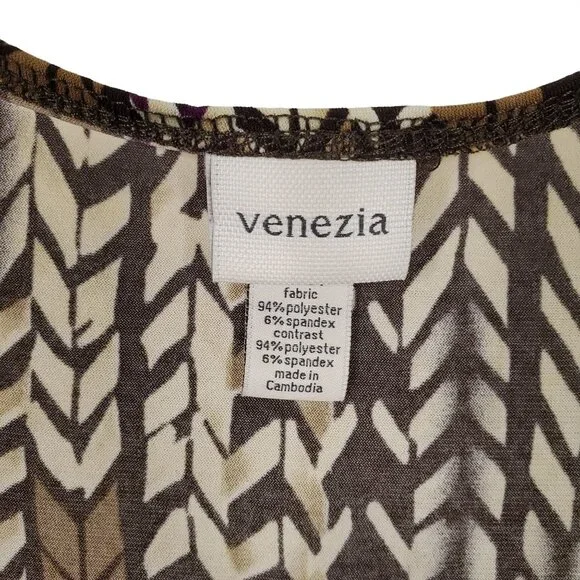 venezia
fabric
94% polyester
6% spandex
contrast
94% polyester
6% spandex
made in
Cambodia